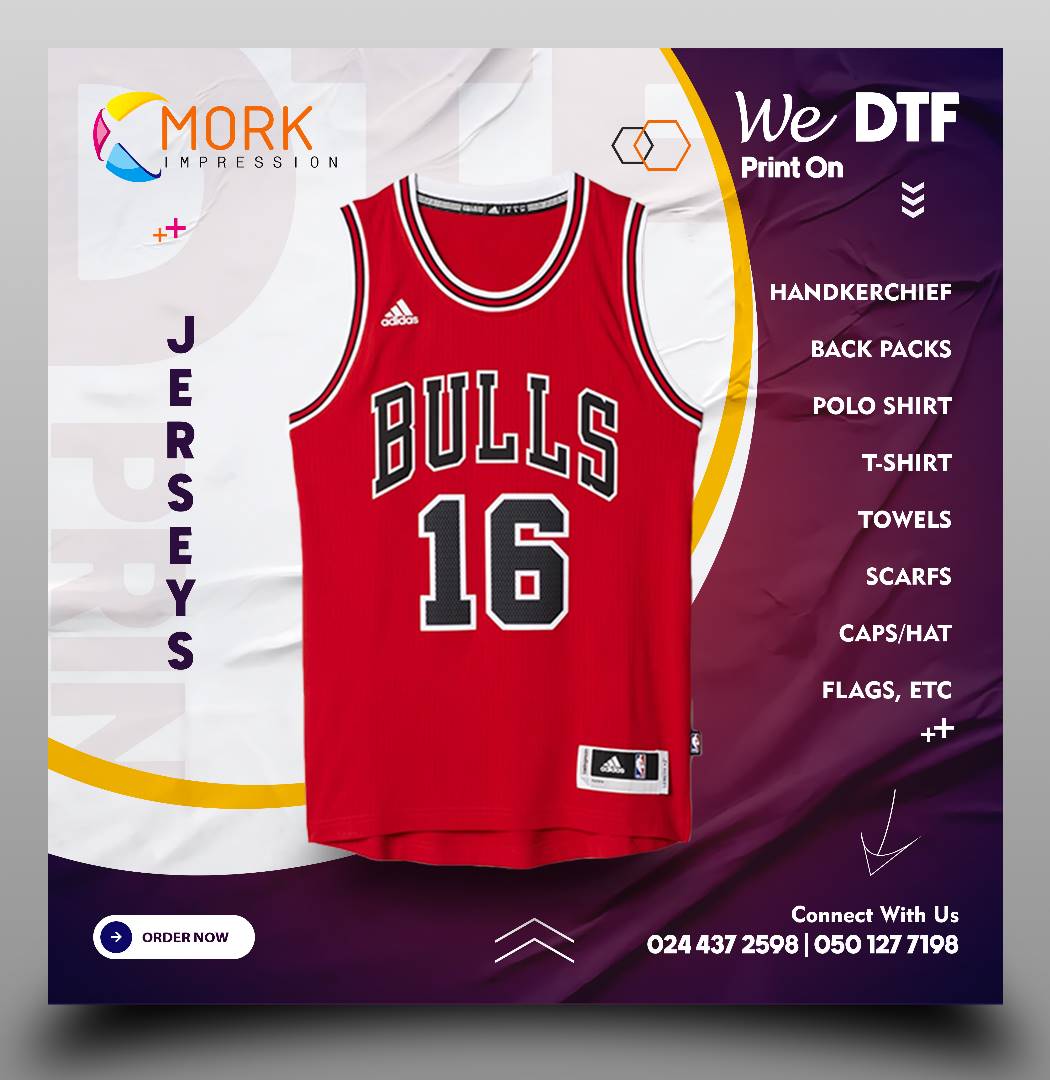 MORK
IMPRESSION
We DTF
Print On
JERSEYS
adidas
BULLS
16
adidas
HANDKERCHIEF
BACK PACKS
POLO SHIRT
T-SHIRT
TOWELS
SCARFS
CAPS/HAT
FLAGS, ETC
ORDER NOW
Connect With Us
024 437 2598 | 050 127 7198